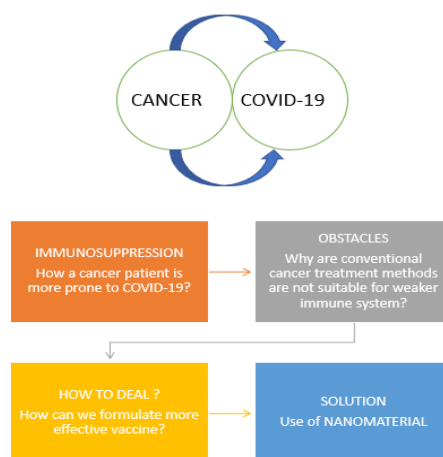 CANCER
COVID-19
IMMUNOSUPPRESSION
How a cancer patient is
more prone to COVID-19?
OBSTACLES
Why are conventional
cancer treatment methods
are not suitable for weaker
immune system?
HOW TO DEAL ?
How can we formulate more
effective vaccine?
SOLUTION
Use of NANOMATERIAL